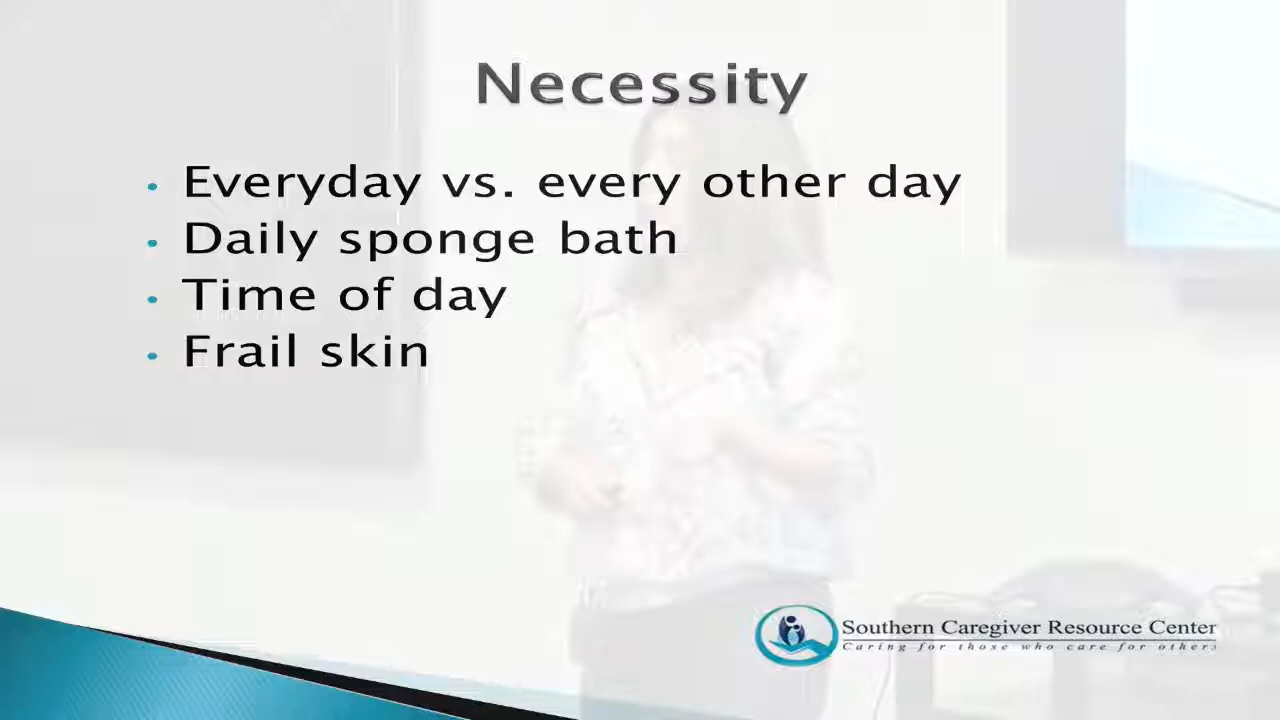 Necessity
Everyday vs. every other day
Daily sponge bath
Time of day
Frail skin
Southern Caregiver Resource Center
Caring for those who care for others